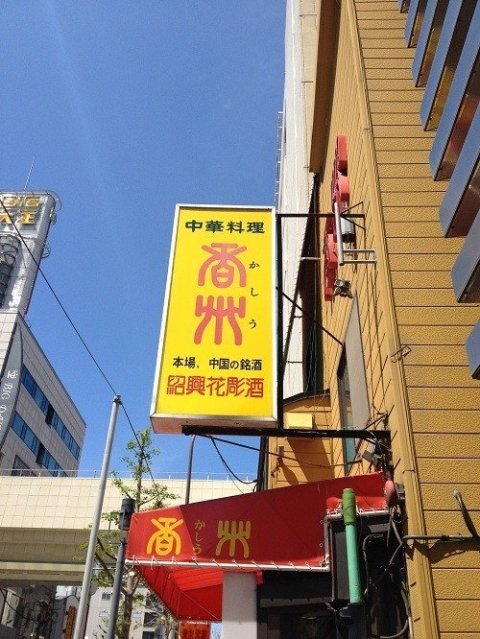 中華料理
香州
かしう
本場、中国の銘酒
紹興花彫酒
香州
かしう
BIG